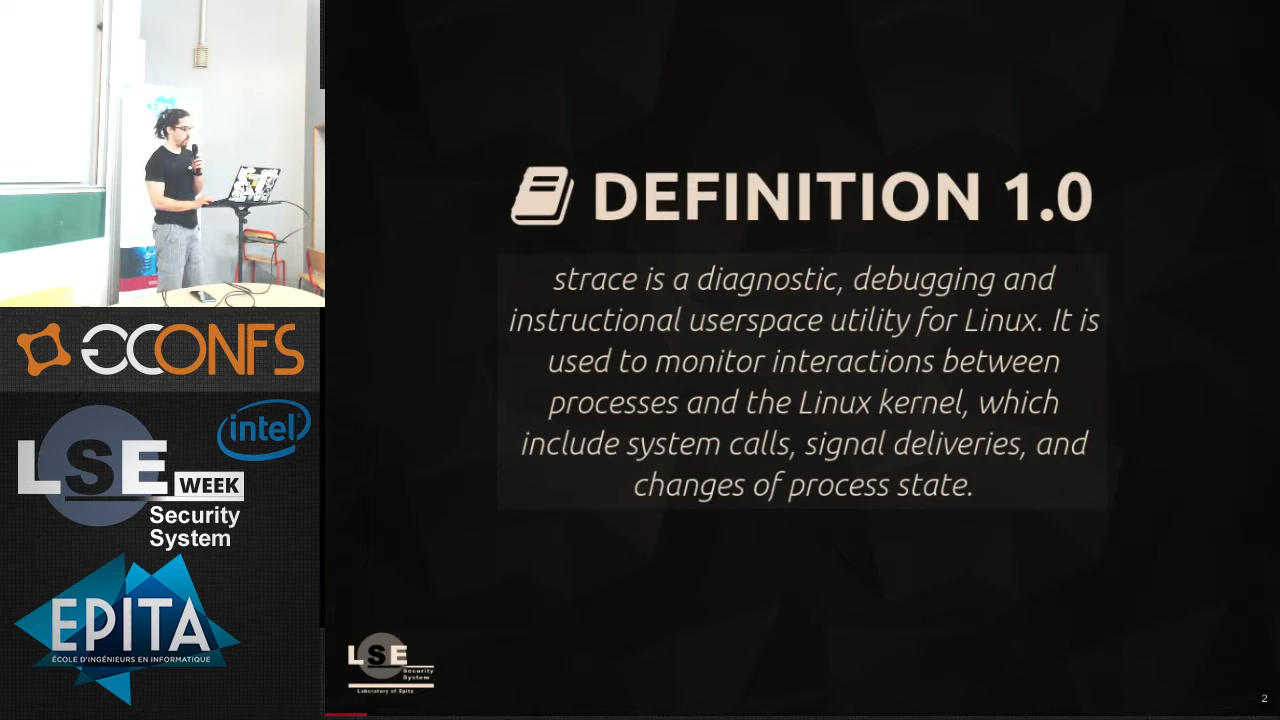 DEFINITION 1.0
strace is a diagnostic, debugging and
instructional userspace utility for Linux. It is
used to monitor interactions between
processes and the Linux kernel, which
include system calls, signal deliveries, and
changes of process state.
GCONFS
intel
LSE
WEEK
Security
System
EPITA
ÉCOLE D'INGÉNIEURS EN INFORMATIQUE
LSE
Security
System
Laboratory of Epita
2